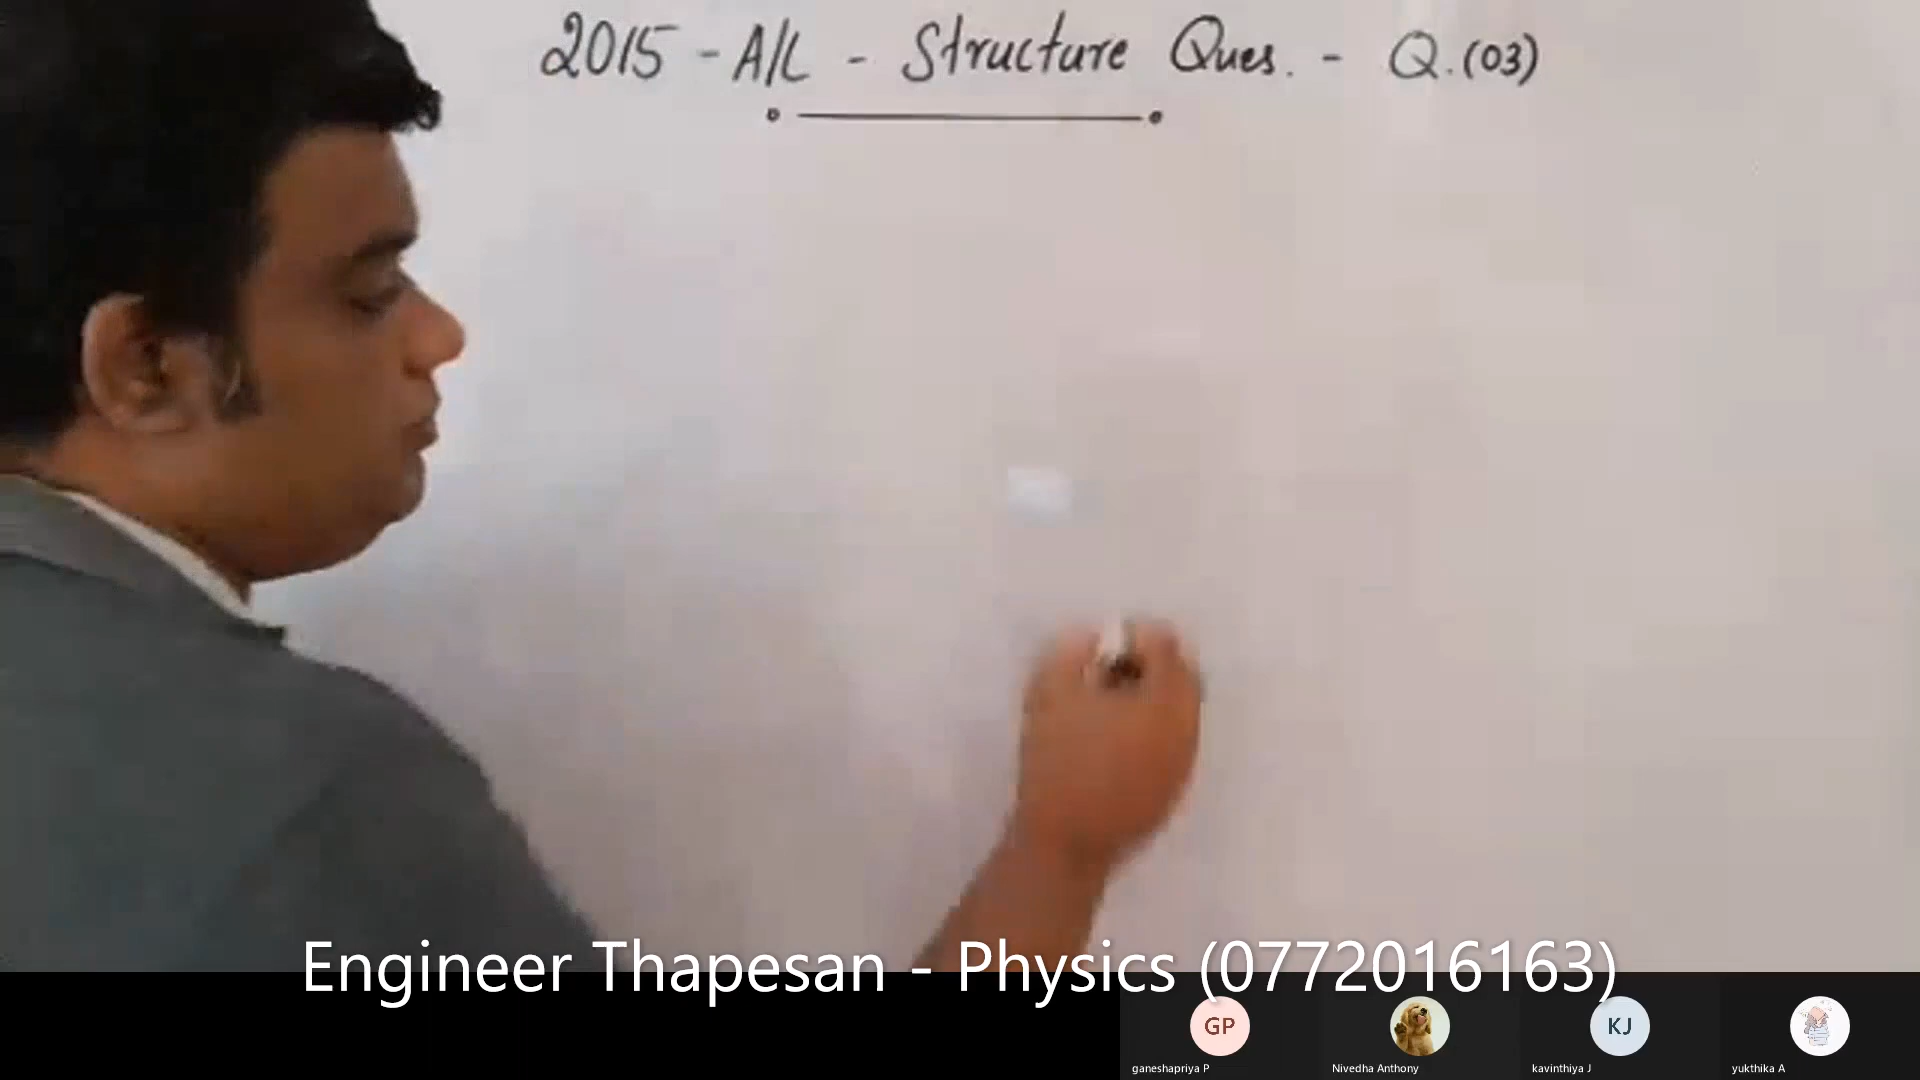 2015 - A/L - Structure Ques. - Q.(03)
Engineer Thapesan - Physics (0772016163)
GP
KJ
ganeshapriya P
Nivedha Anthony
kavinthiya J
yukthika A